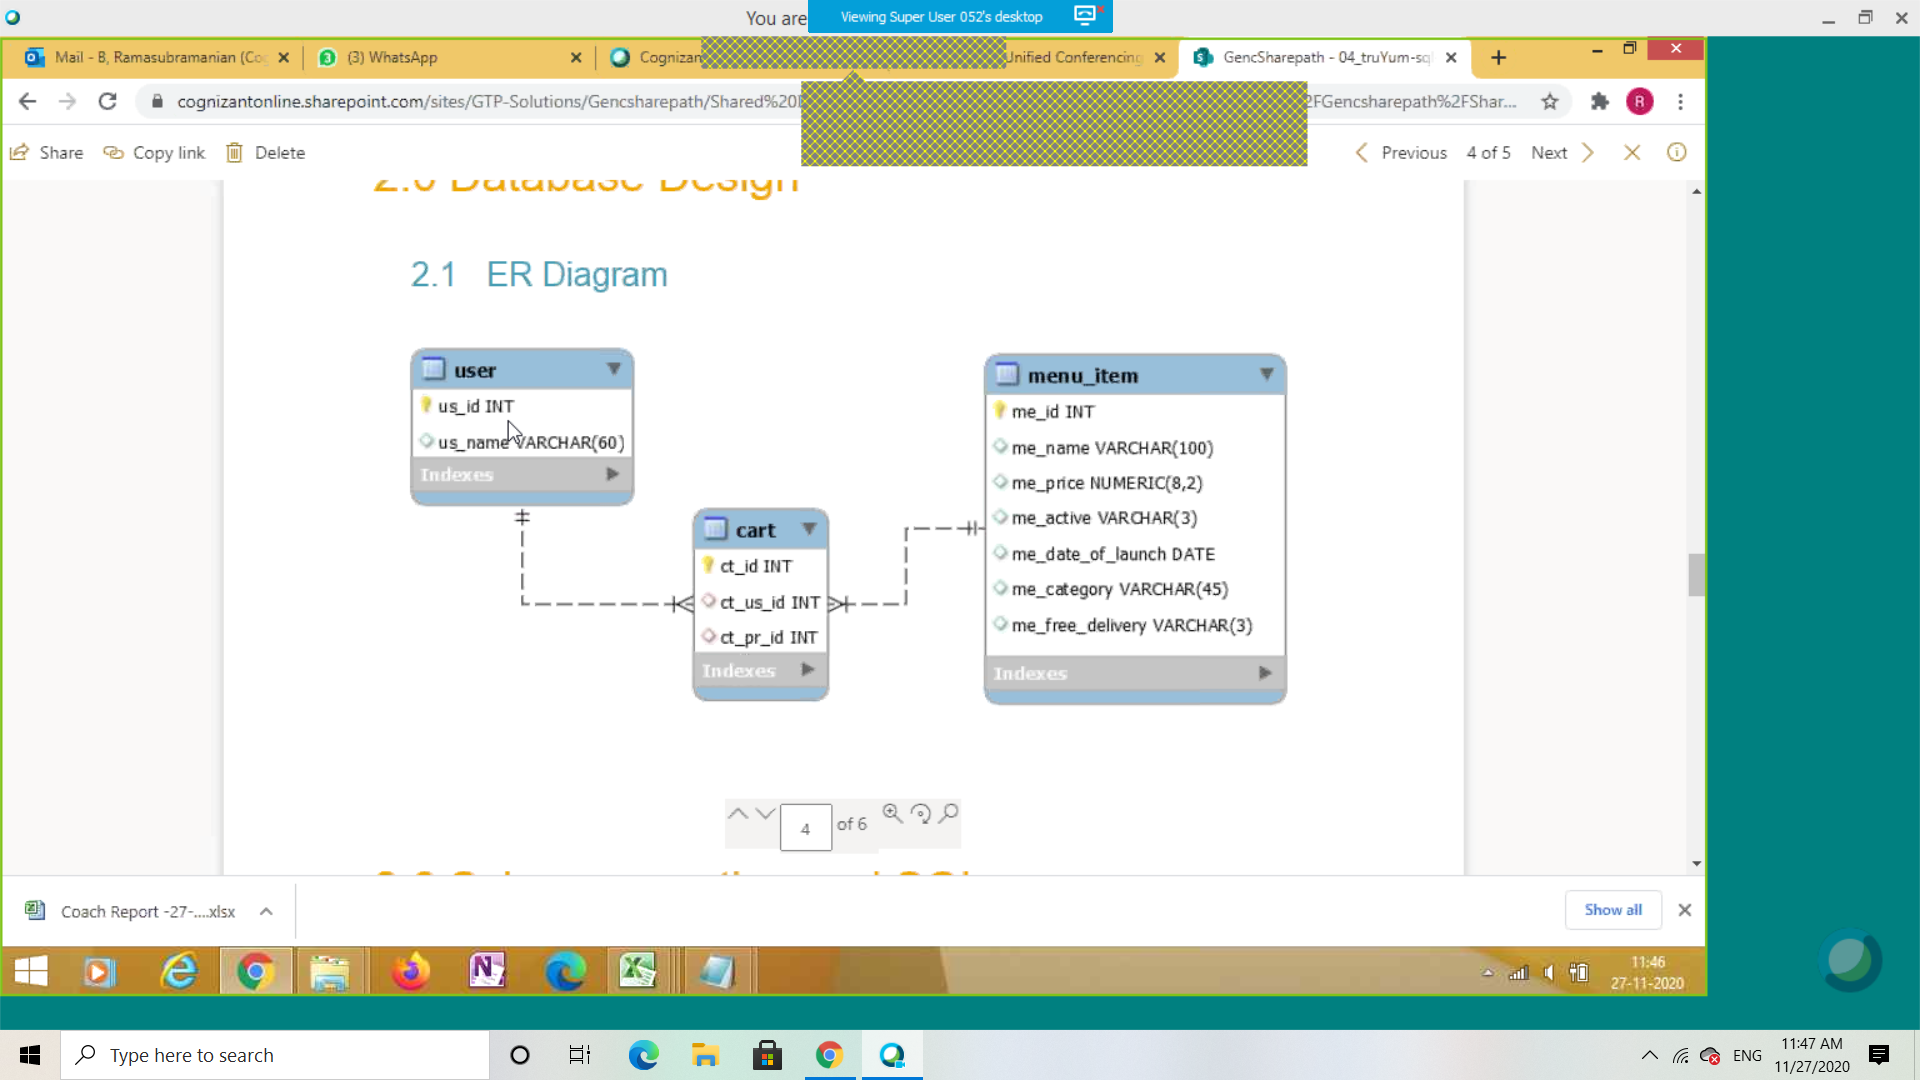 You are
Viewing Super User 052's desktop
Mail - B, Ramasubramanian (Co
(3) WhatsApp
Cognizan
Unified Conferencing
GencSharepath - 04_truYum-sql
cognizantonline.sharepoint.com/sites/GTP-Solutions/Gencsharepath/Shared%20
2FGencsharepath%2FShar...
R
Share
Copy link
Delete
Previous
4 of 5
Next
2.0 Database Design
2.1 ER Diagram
user
us_id INT
us_name VARCHAR(60)
Indexes
cart
ct_id INT
ct_us_id INT
ct_pr_id INT
Indexes
menu_item
me_id INT
me_name VARCHAR(100)
me_price NUMERIC(8,2)
me_active VARCHAR(3)
me_date_of_launch DATE
me_category VARCHAR(45)
me_free_delivery VARCHAR(3)
Indexes
4 of 6
Coach Report -27-....xlsx
Show all
11:46
27-11-2020
Type here to search
ENG
11:47 AM
11/27/2020